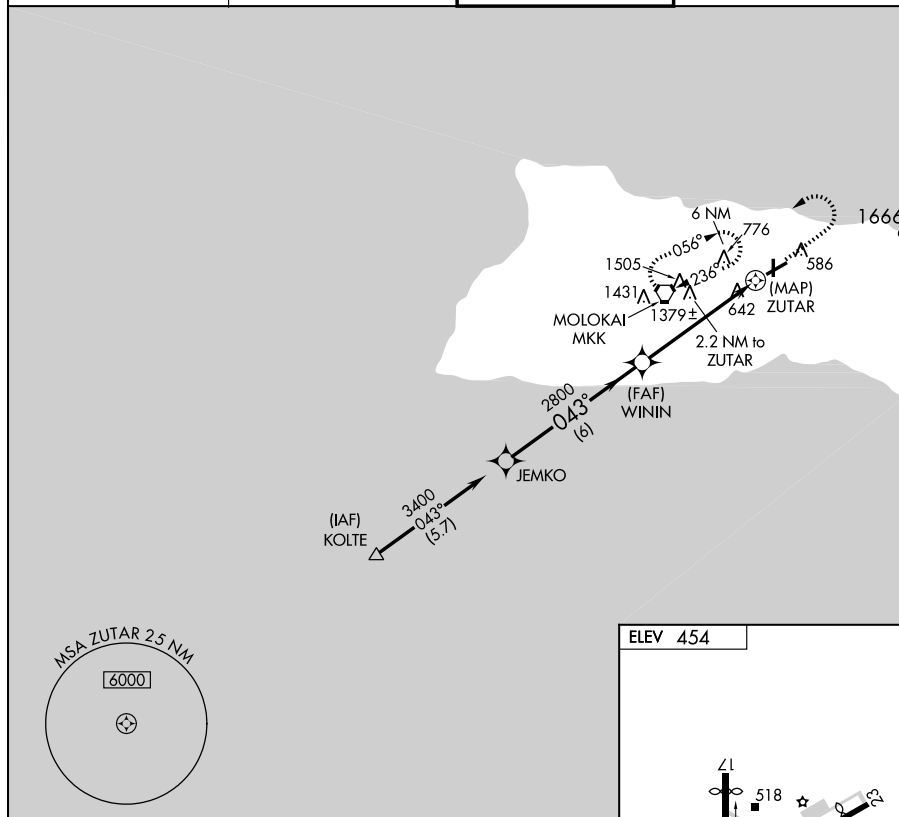 6 NM
1666
776
056°
1505
236°
586
1431
(MAP)
ZUTAR
642
1379±
MOLOKAI
MKK
2.2 NM to
ZUTAR
2800
043°
(6)
(FAF)
WININ
JEMKO
3400
043°
(5.7)
(IAF)
KOLTE
MSA ZUTAR 25 NM
6000
ELEV 454
17
518
23